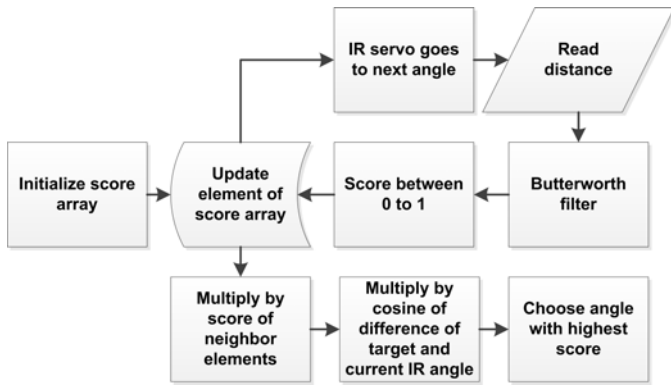 IR servo goes
to next angle
Read
distance
Initialize score
array
Update
element of
score array
Score between
0 to 1
Butterworth
filter
Multiply by
score of
neighbor
elements
Multiply by
cosine of
difference of
target and
current IR angle
Choose angle
with highest
score